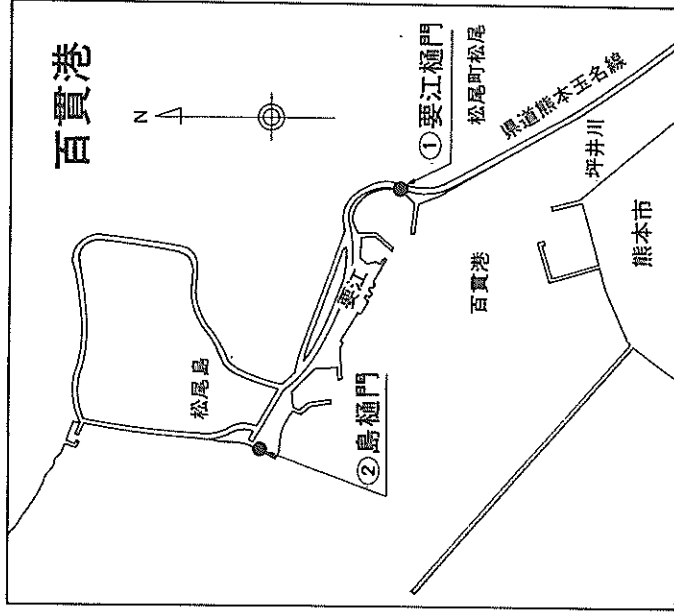 百貫港
N
①要江樋門
松尾町松尾
県道熊本玉名線
坪井川
熊本市
百貫港
要江
松尾島
②島樋門